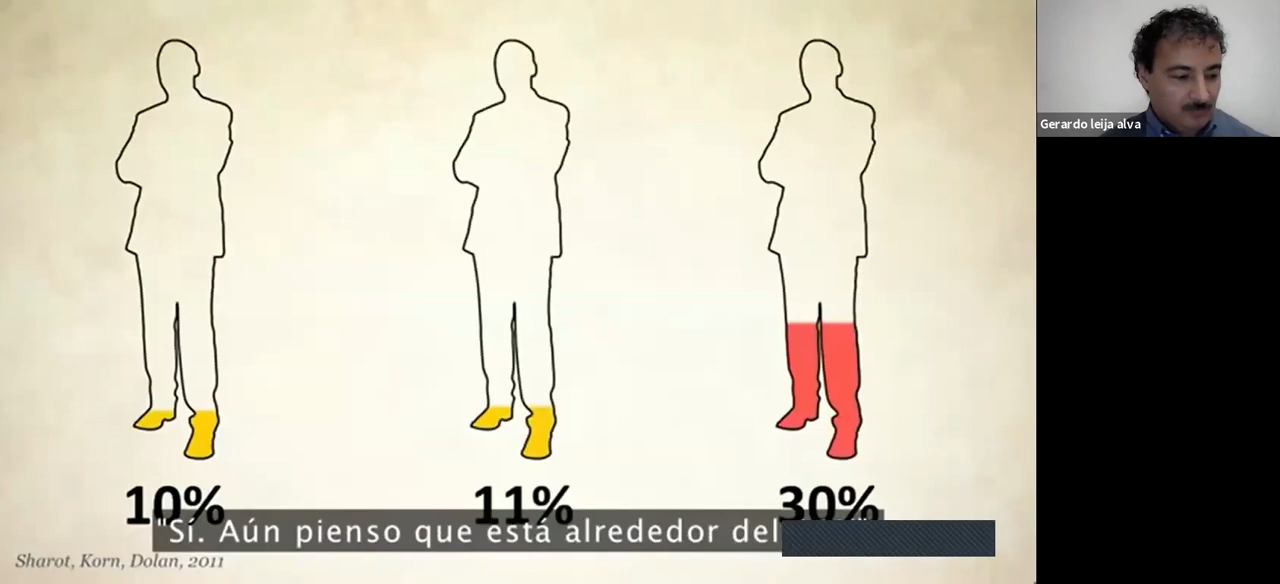 Gerardo leija alva
10% 11% 30%
"Sí. Aún pienso que está alrededor del
Sharot, Korn, Dolan, 2011